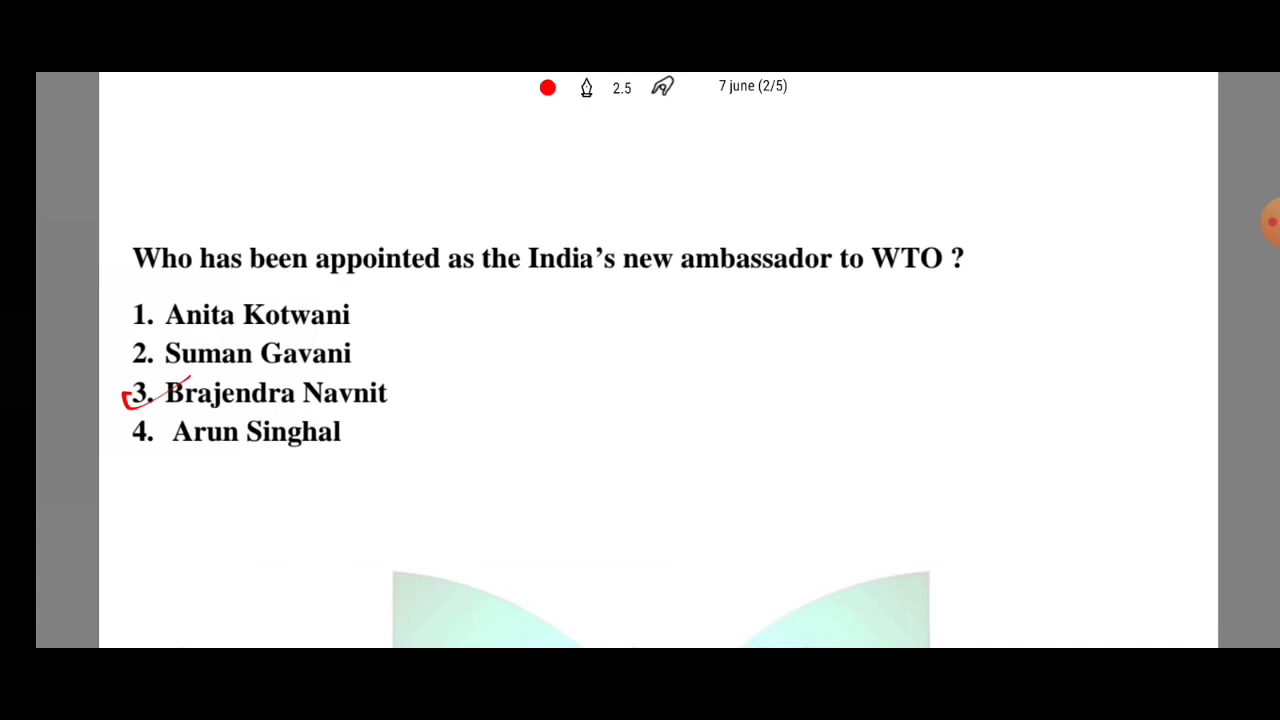 2.5 7 june (2/5)
Who has been appointed as the India’s new ambassador to WTO ?
1. Anita Kotwani
2. Suman Gavani
3. Brajendra Navnit
4. Arun Singhal